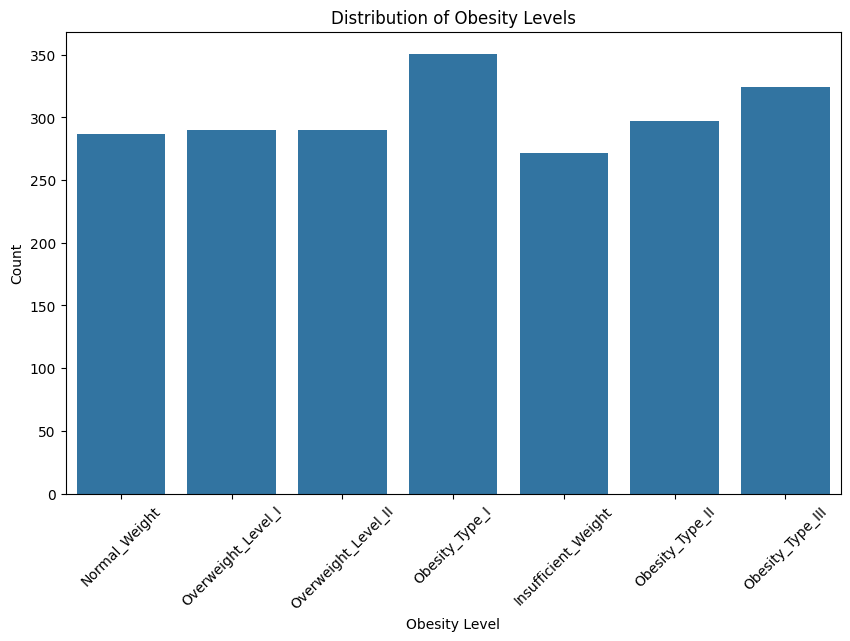 Distribution of Obesity Levels
Count
350
300
250
200
150
100
50
0
Normal_Weight
Overweight_Level_I
Overweight_Level_II
Obesity_Type_I
Insufficient_Weight
Obesity_Type_II
Obesity_Type_III
Obesity Level